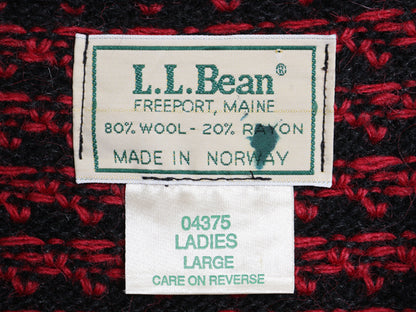 L.L.Bean®
FREEPORT, MAINE
80% WOOL - 20% RAYON
MADE IN NORWAY
04375
LADIES
LARGE
CARE ON REVERSE